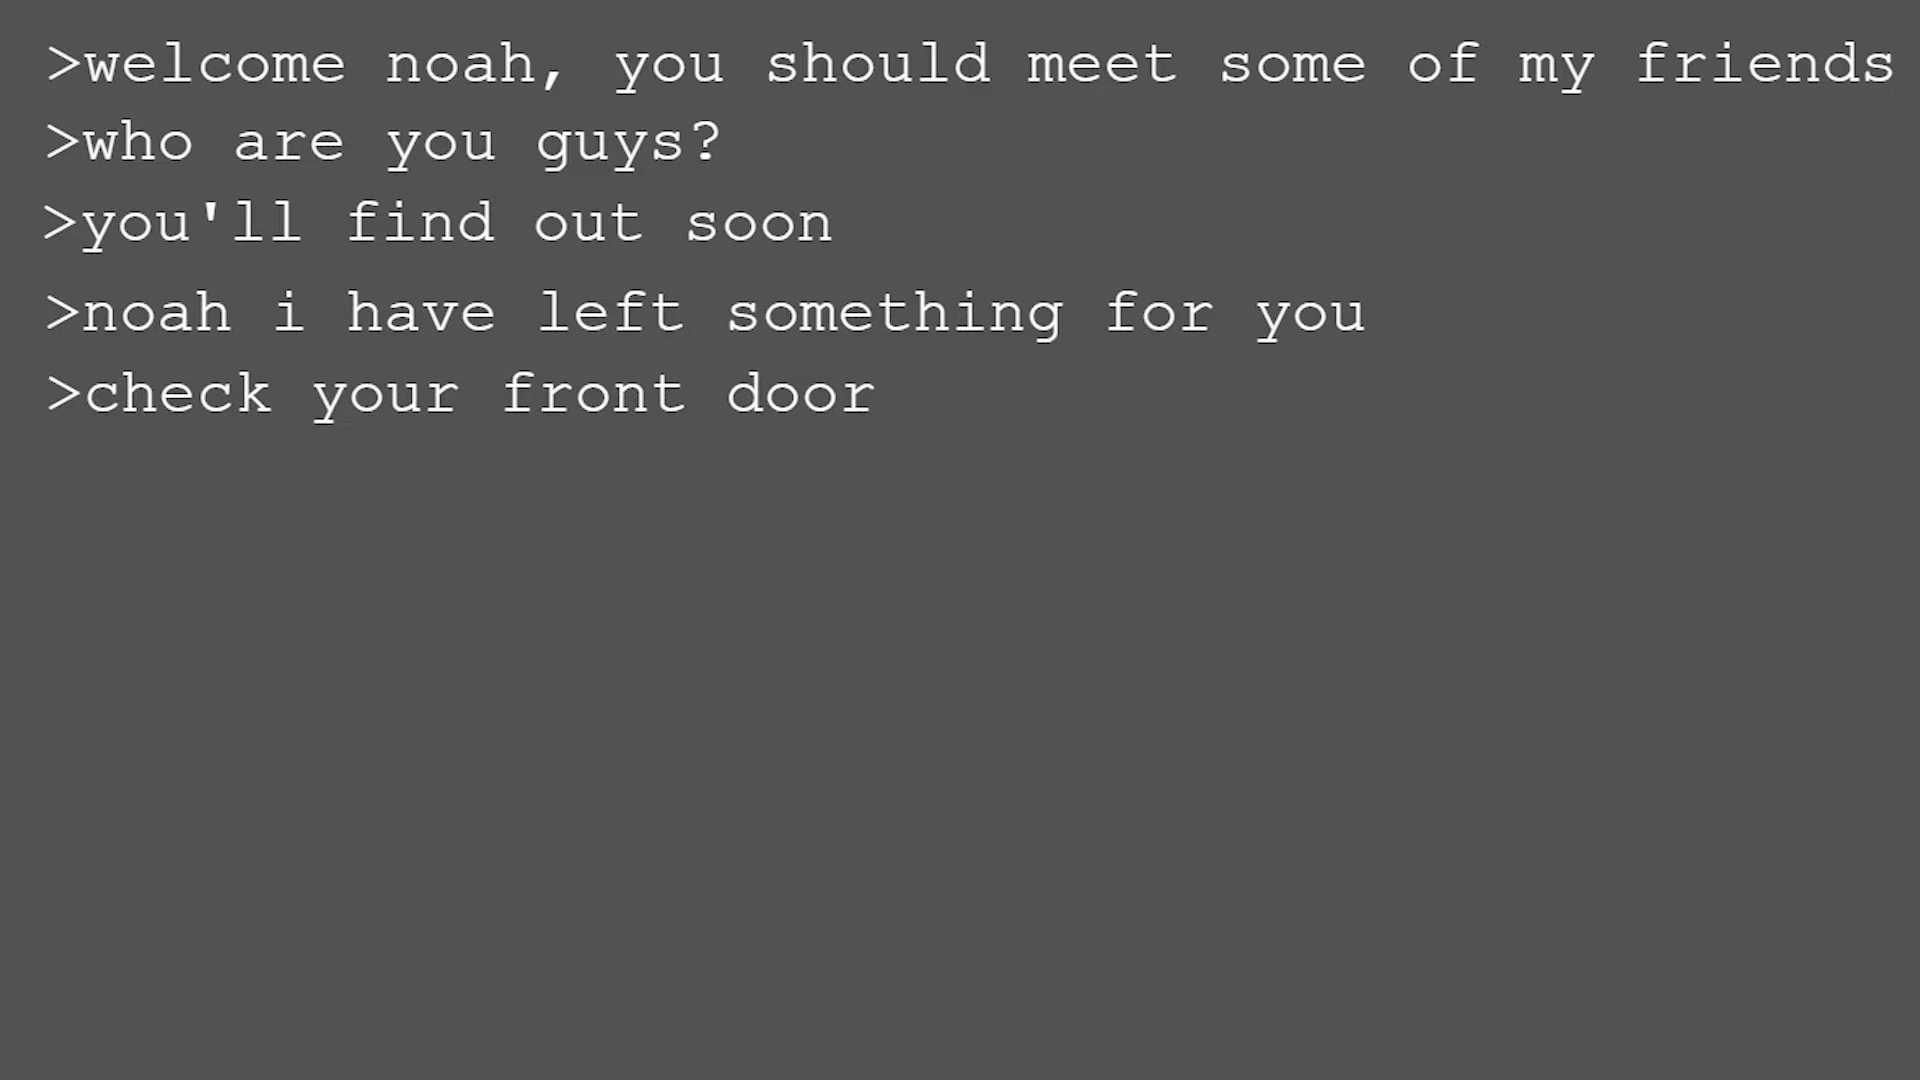 >welcome noah, you should meet some of my friends
>who are you guys?
>you'll find out soon
>noah i have left something for you
>check your front door